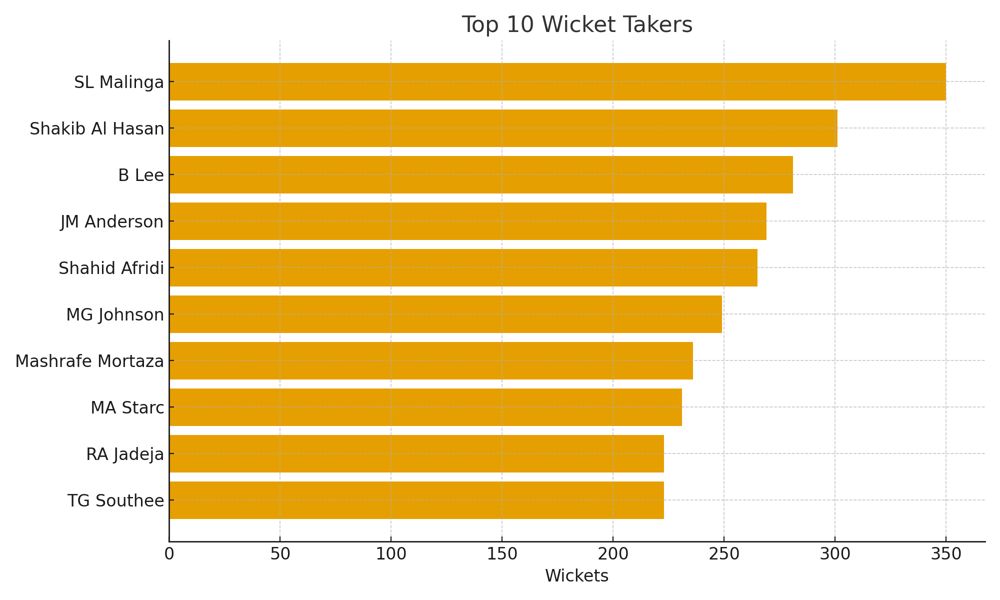 Top 10 Wicket Takers
SL Malinga
Shakib Al Hasan
B Lee
JM Anderson
Shahid Afridi
MG Johnson
Mashrafe Mortaza
MA Starc
RA Jadeja
TG Southee
0 50 100 150 200 250 300 350
Wickets